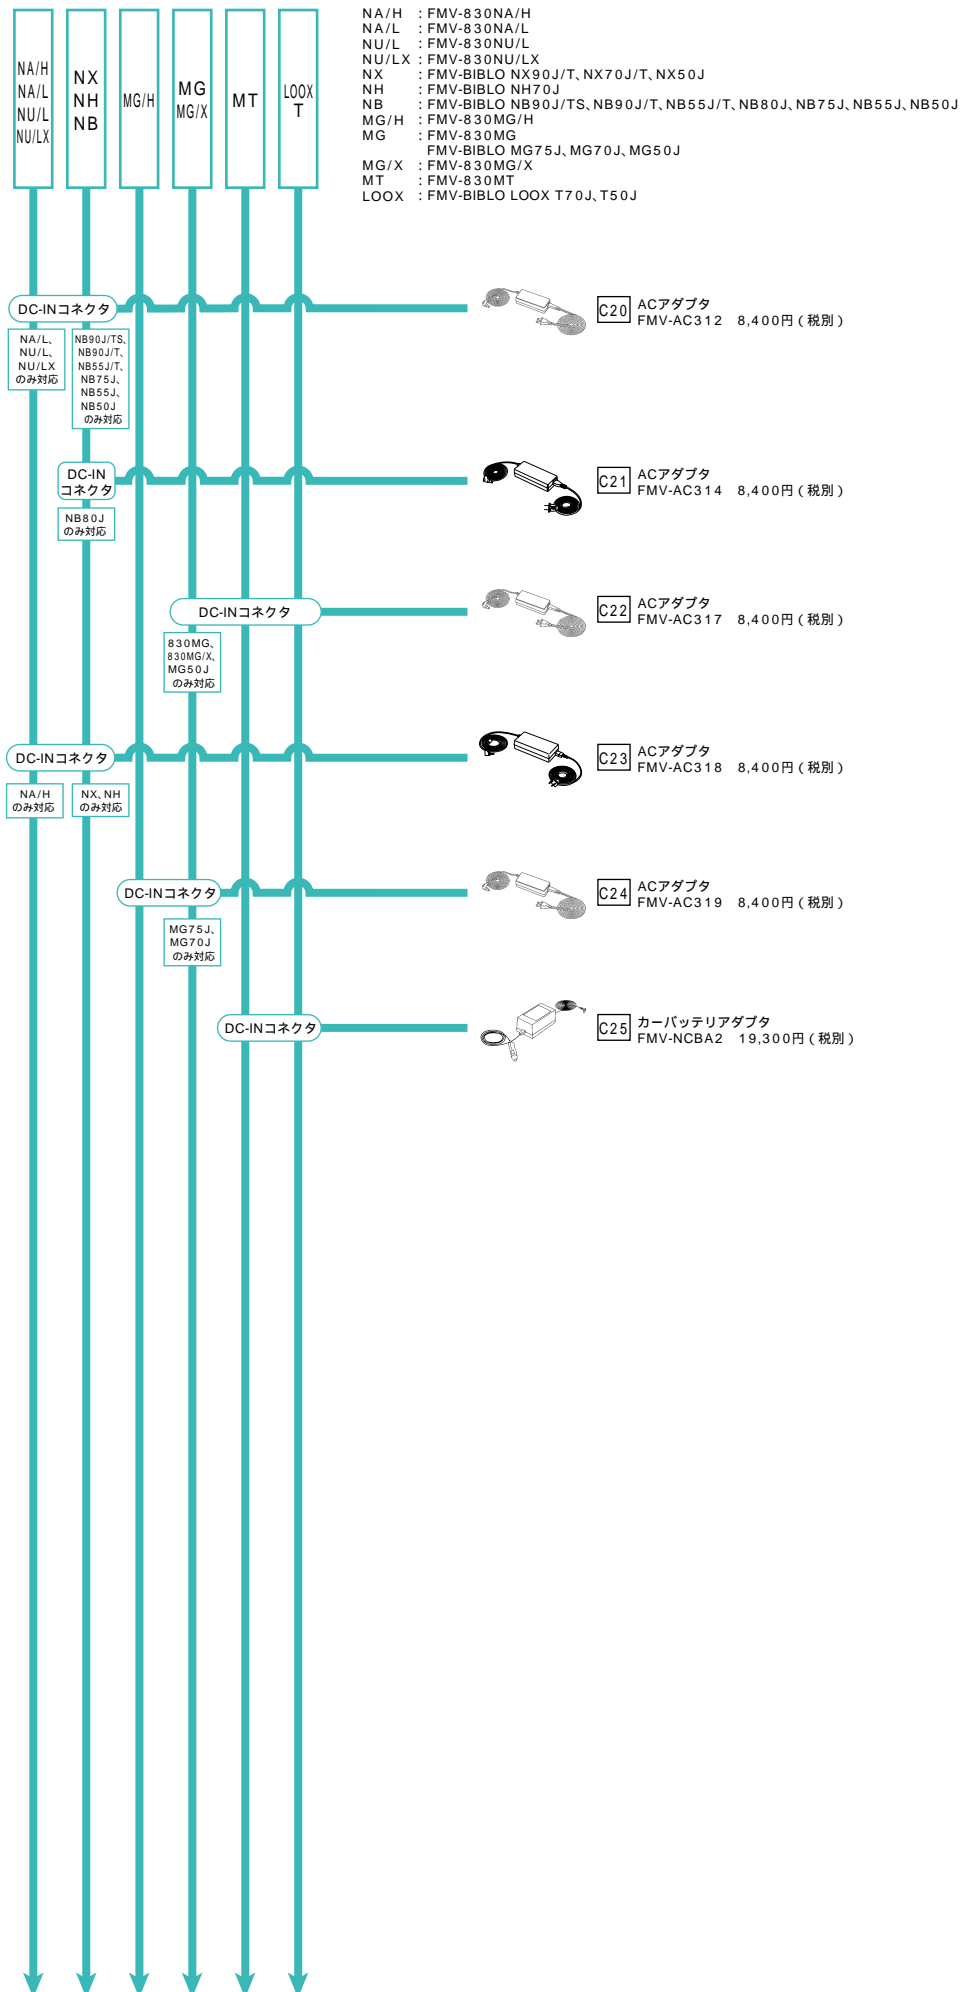 NA/H
NA/L
NU/L
NU/LX
NX
NH
NB
MG/H
MG
MG/X
MT
LOOX
T
NA/H : FMV-830NA/H
NA/L : FMV-830NA/L
NU/L : FMV-830NU/L
NU/LX : FMV-830NU/LX
NX : FMV-BIBLO NX90J/T、NX70J/T、NX50J
NH : FMV-BIBLO NH70J
NB : FMV-BIBLO NB90J/TS、NB90J/T、NB55J/T、NB80J、NB75J、NB55J、NB50J
MG/H : FMV-830MG/H
MG : FMV-830MG
FMV-BIBLO MG75J、MG70J、MG50J
MG/X : FMV-830MG/X
MT : FMV-830MT
LOOX : FMV-BIBLO LOOX T70J、T50J
DC-INコネクタ
NA/L、
NU/L、
NU/LX
のみ対応
NB90J/TS、
NB90J/T、
NB55J/T、
NB75J、
NB55J、
NB50J
のみ対応
C20 ACアダプタ
FMV-AC312 8,400円（税別）
DC-IN
コネクタ
NB80J
のみ対応
C21 ACアダプタ
FMV-AC314 8,400円（税別）
DC-INコネクタ
830MG、
830MG/X、
MG50J
のみ対応
C22 ACアダプタ
FMV-AC317 8,400円（税別）
DC-INコネクタ
NA/H
のみ対応
NX、NH
のみ対応
C23 ACアダプタ
FMV-AC318 8,400円（税別）
DC-INコネクタ
MG75J、
MG70J
のみ対応
C24 ACアダプタ
FMV-AC319 8,400円（税別）
DC-INコネクタ
C25 カーバッテリアダプタ
FMV-NCBA2 19,300円（税別）